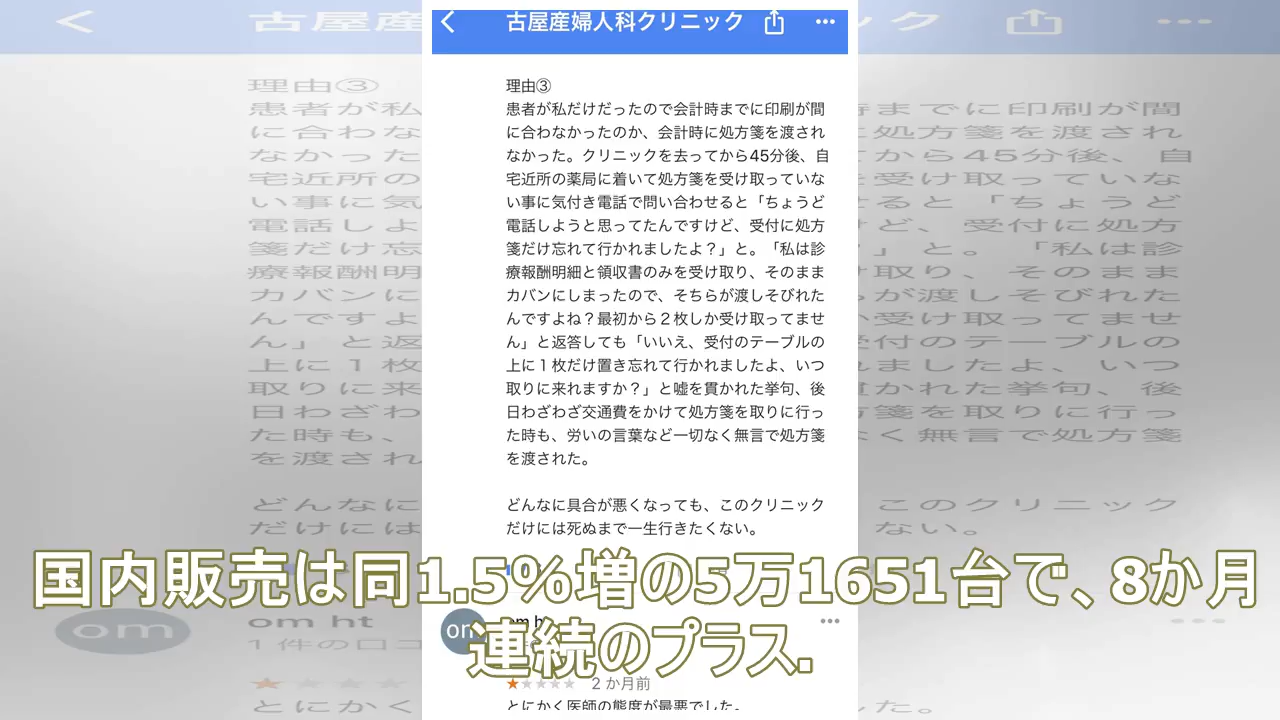 古屋産婦人科クリニック
理由③
患者が私だけだったので会計時までに印刷が間
に合わなかったのか、会計時に処方箋を渡され
なかった。クリニックを去ってから45分後、自
宅近所の薬局に着いて処方箋を受け取っていな
い事に気付き電話で問い合わせると「ちょうど
電話しようと思ってたんですけど、受付に処方
箋だけ忘れて行かれましたよ？」と。「私は診
療報酬明細と領収書のみを受け取り、そのまま
カバンにしまったので、そちらが渡しそびれた
んですよね？最初から２枚しか受け取ってませ
ん」と返答しても「いいえ、受付のテーブルの
上に１枚だけ置き忘れて行かれましたよ、いつ
取りに来れますか？」と嘘を貫かれた挙句、後
日わざわざ交通費をかけて処方箋を取りに行っ
た時も、労いの言葉など一切なく無言で処方箋
を渡された。
どんなに具合が悪くなっても、このクリニック
だけには死ぬまで一生行きたくない。
国内販売は同1.5％増の5万1651台で、8か月
連続のプラス.
om ht
2 か月前
とにかく医師の態度が最悪でした。